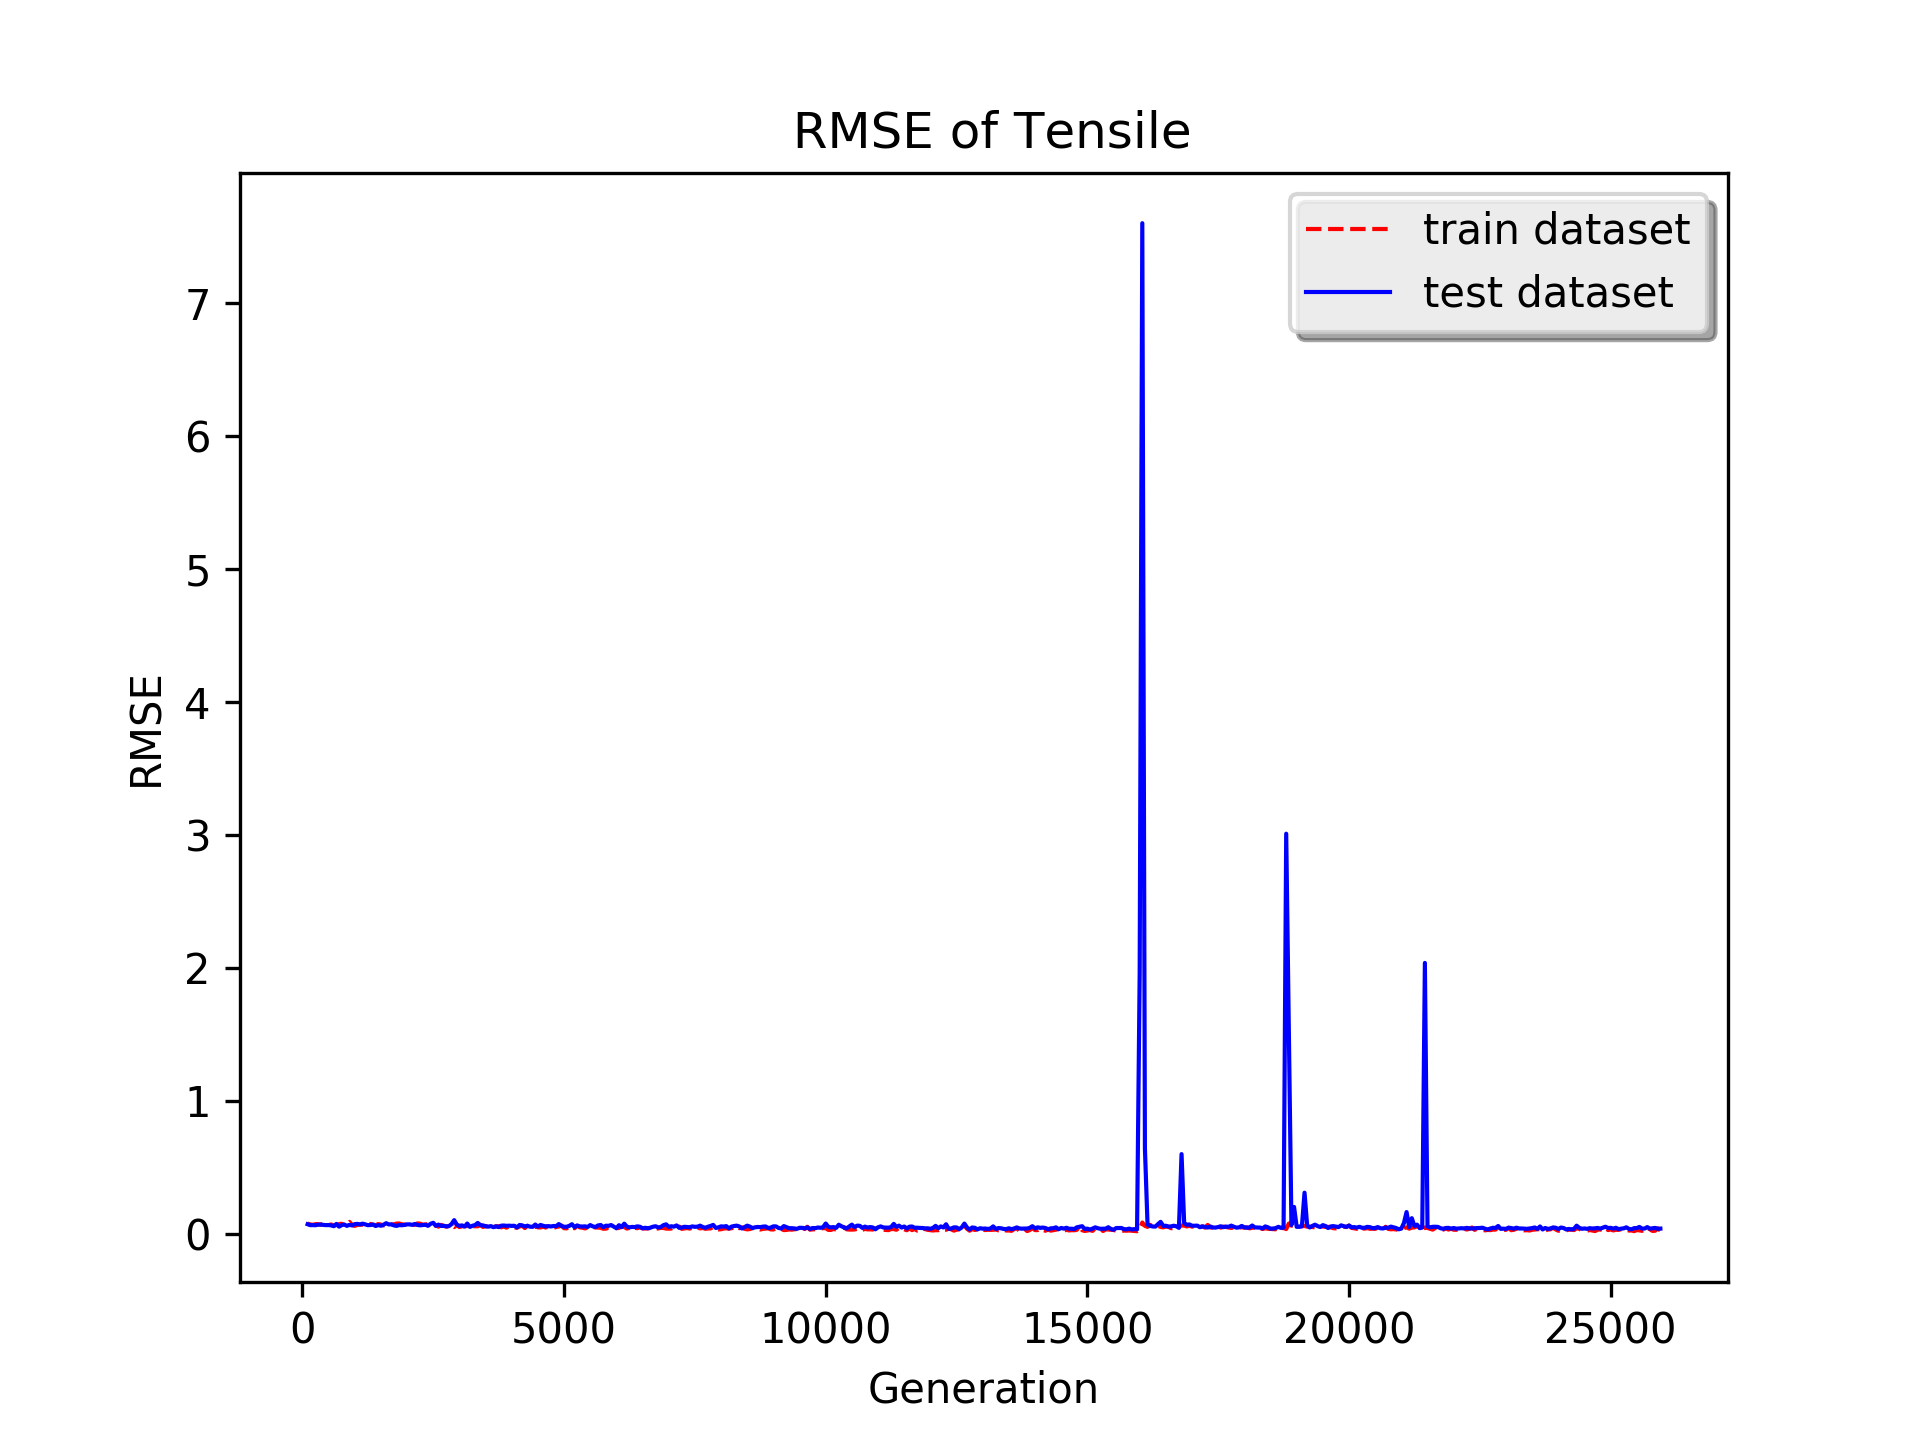 RMSE of Tensile
train dataset
test dataset
7
6
5
4
3
2
1
0
RMSE
0 5000 10000 15000 20000 25000
Generation